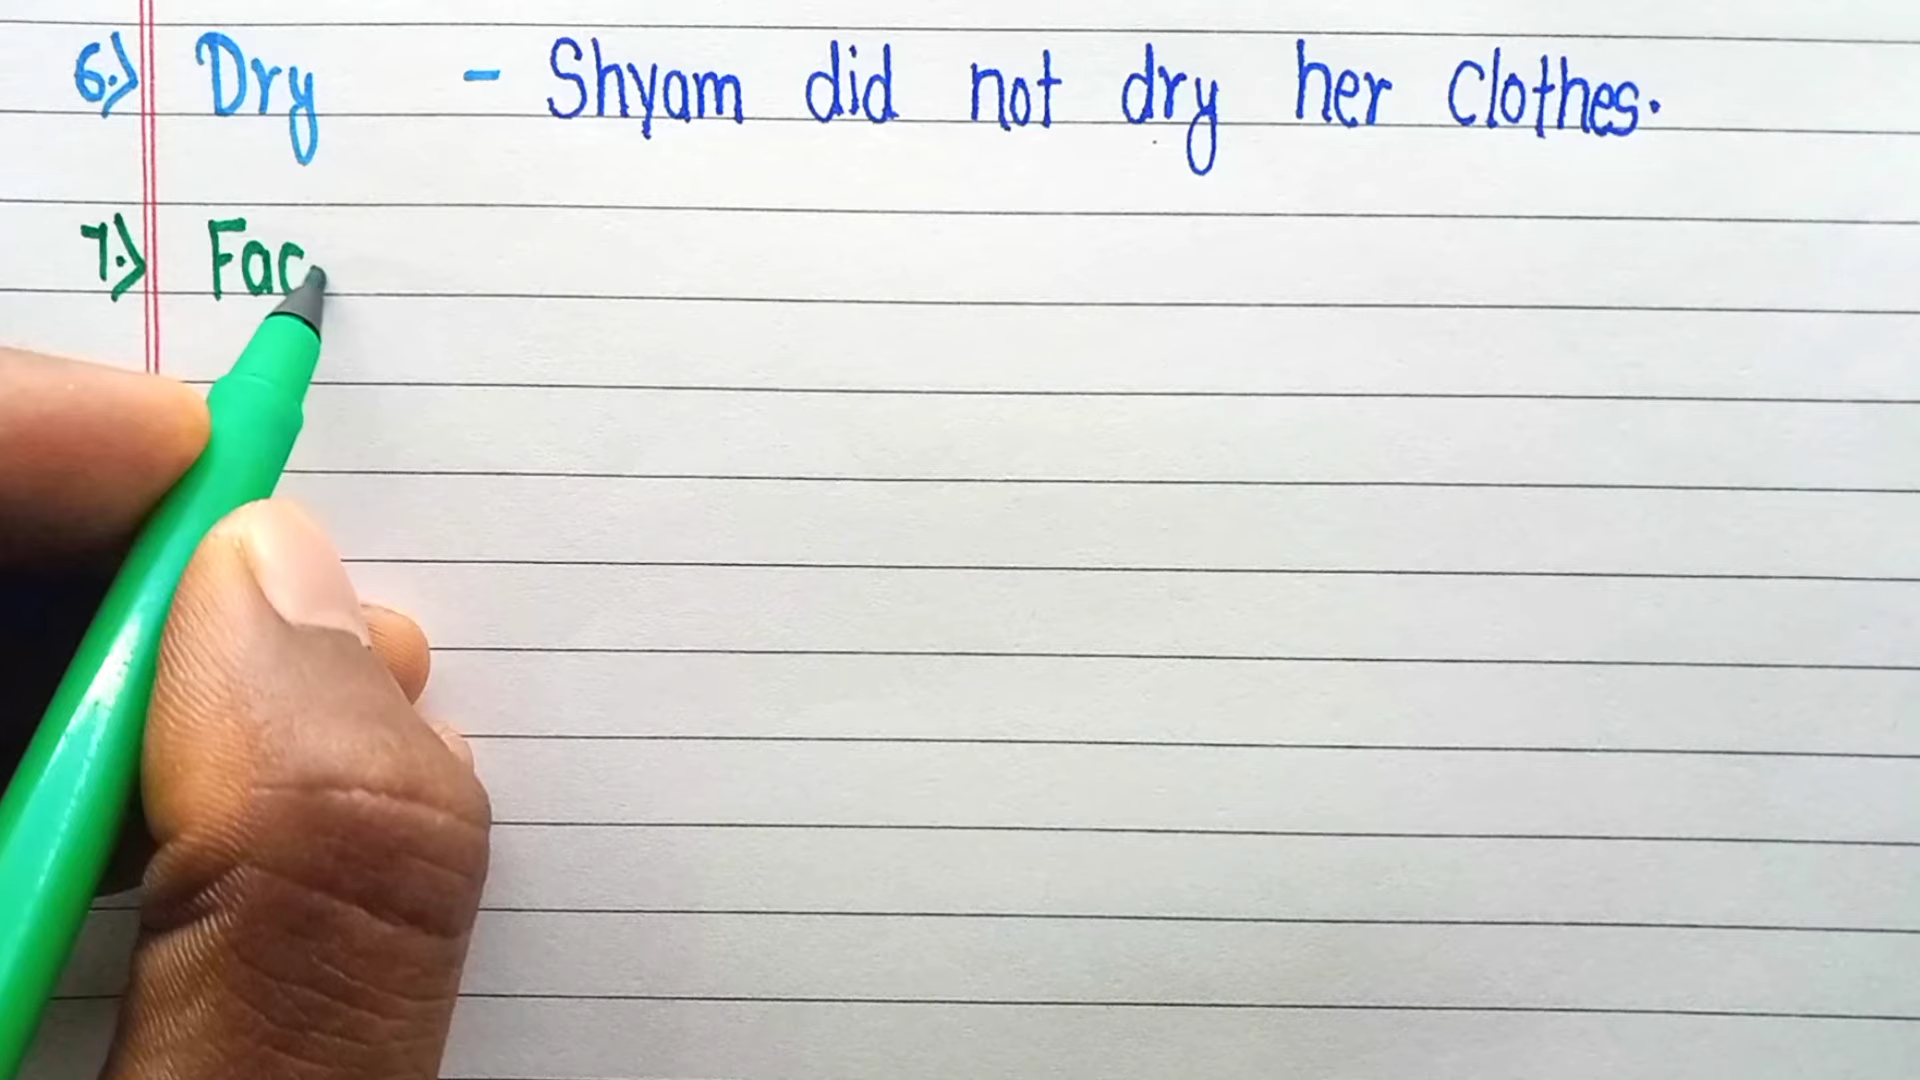 6.) Dry - Shyam did not dry her clothes.
7.) Fac